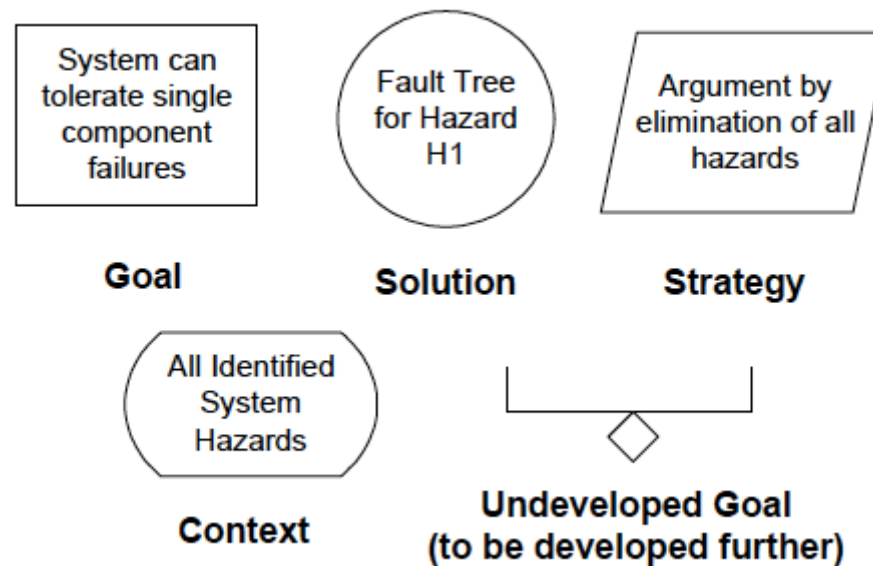 System can
tolerate single
component
failures
Goal
Fault Tree
for Hazard
H1
Solution
Argument by
elimination of all
hazards
Strategy
All Identified
System
Hazards
Context
Undeveloped Goal
(to be developed further)